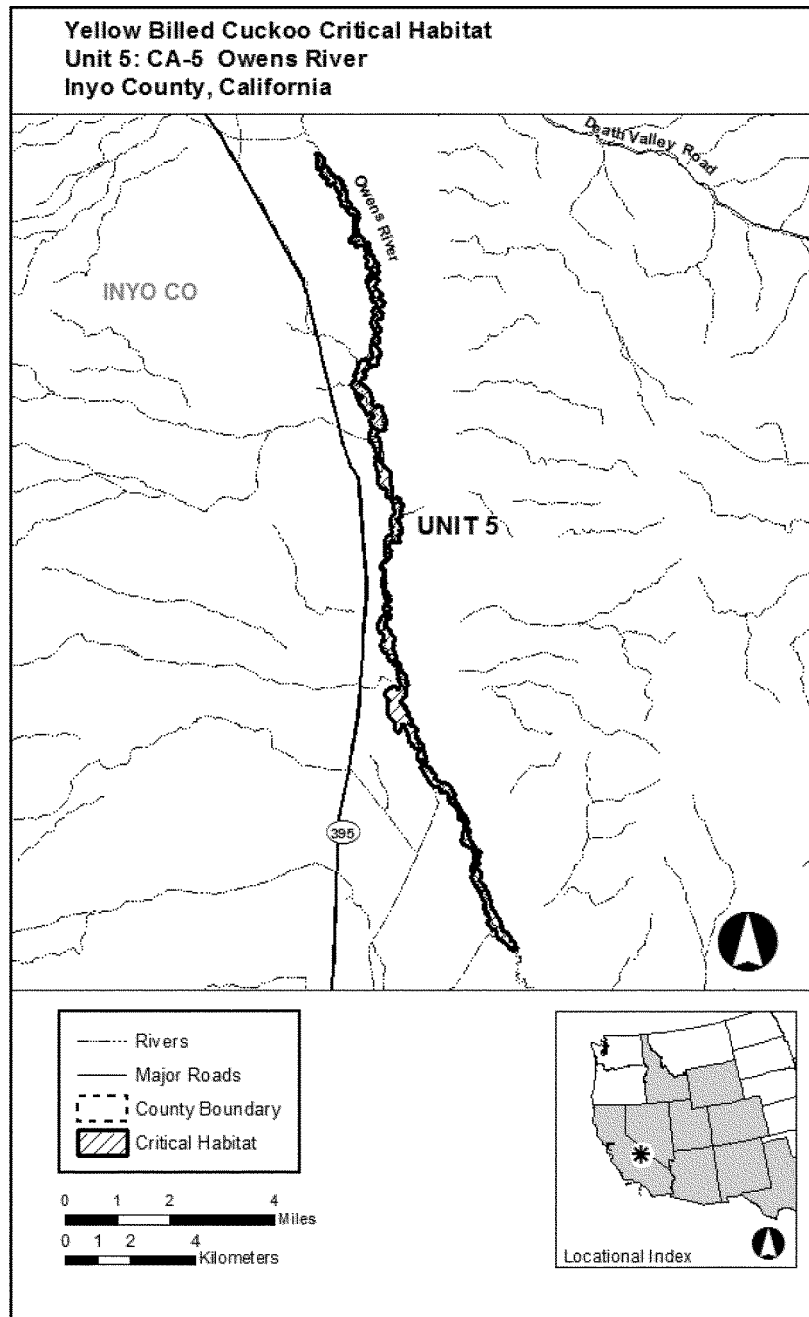 Yellow Billed Cuckoo Critical Habitat
Unit 5: CA-5 Owens River
Inyo County, California
Death Valley Road
Owens River
INYO CO
UNIT 5
395
Rivers
Major Roads
County Boundary
Critical Habitat
0 1 2 4
Miles
0 1 2 4
Kilometers
Locational Index